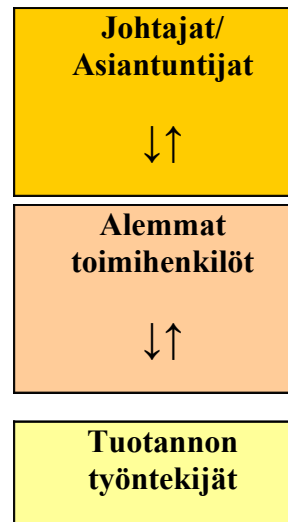 Johtajat/
Asiantuntijat
↓↑
Alemmat
toimihenkilöt
↓↑
Tuotannon
työntekijät